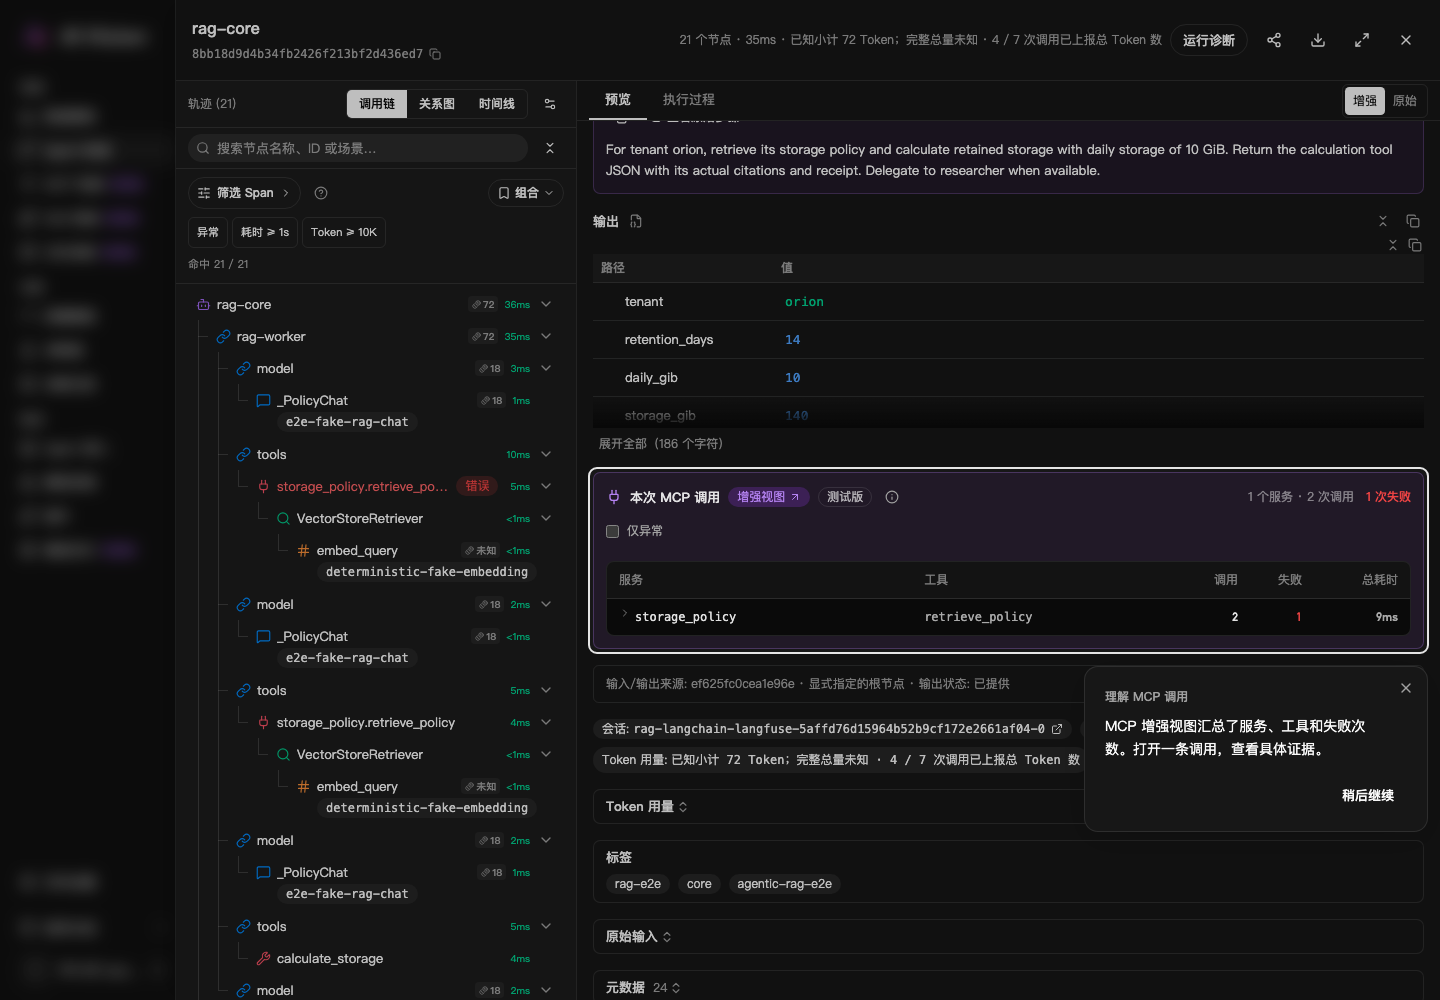 rag-core
8bb18d9d4b34fb2426f213bf2d436ed7
21 个节点 · 35ms · 已知小计 72 Token；完整总量未知 · 4 / 7 次调用已上报总 Token 数
运行诊断
轨迹 (21)
调用链 关系图 时间线
搜索节点名称、ID 或场景...
筛选 Span
组合
异常 耗时 ≥ 1s Token ≥ 10K
命中 21 / 21
rag-core 72 36ms
rag-worker 72 35ms
model 18 3ms
_PolicyChat 18 1ms
e2e-fake-rag-chat
tools 10ms
storage_policy.retrieve_po... 错误 5ms
VectorStoreRetriever <1ms
embed_query 未知 <1ms
deterministic-fake-embedding
model 18 2ms
_PolicyChat 18 <1ms
e2e-fake-rag-chat
tools 5ms
storage_policy.retrieve_policy 4ms
VectorStoreRetriever <1ms
embed_query 未知 <1ms
deterministic-fake-embedding
model 18 2ms
_PolicyChat 18 1ms
e2e-fake-rag-chat
tools 5ms
calculate_storage 4ms
model 18 2ms
预览 执行过程
增强 原始
For tenant orion, retrieve its storage policy and calculate retained storage with daily storage of 10 GiB. Return the calculation tool
JSON with its actual citations and receipt. Delegate to researcher when available.
输出
路径 值
tenant orion
retention_days 14
daily_gib 10
storage_gib 140
展开全部（186 个字符）
本次 MCP 调用 增强视图 测试版
1 个服务 · 2 次调用 1 次失败
仅异常
服务 工具 调用 失败 总耗时
storage_policy retrieve_policy 2 1 9ms
输入/输出来源: ef625fc0cea1e96e · 显式指定的根节点 · 输出状态: 已提供
会话: rag-langchain-langfuse-5affd76d15964b52b9cf172e2661af04-0
Token 用量: 已知小计 72 Token；完整总量未知 · 4 / 7 次调用已上报总 Token 数
Token 用量
标签
rag-e2e core agentic-rag-e2e
原始输入
元数据 24
理解 MCP 调用
MCP 增强视图汇总了服务、工具和失败次
数。打开一条调用，查看具体证据。
稍后继续